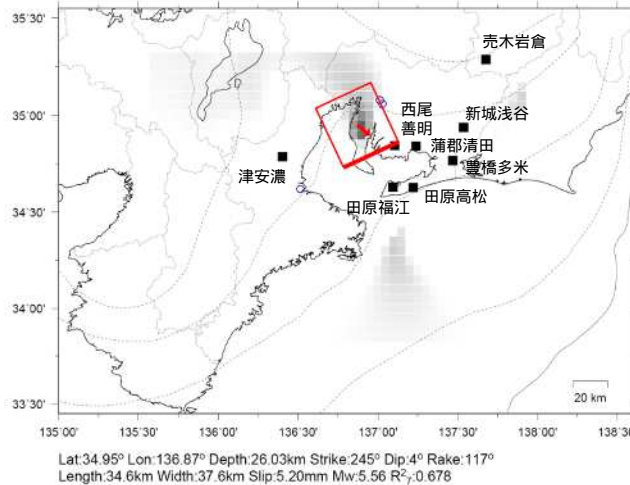 35°30'
35°00'
34°30'
34°00'
33°30'
売木岩倉
西尾
善明
新城浅谷
蒲郡清田
豊橋多米
津安濃
田原福江
田原高松
20 km
135°00' 135°30' 136°00' 136°30' 137°00' 137°30' 138°00' 138°30'
Lat:34.95° Lon:136.87° Depth:26.03km Strike:245° Dip:4° Rake:117°
Length:34.6km Width:37.6km Slip:5.20mm Mw:5.56 R²₇:0.678